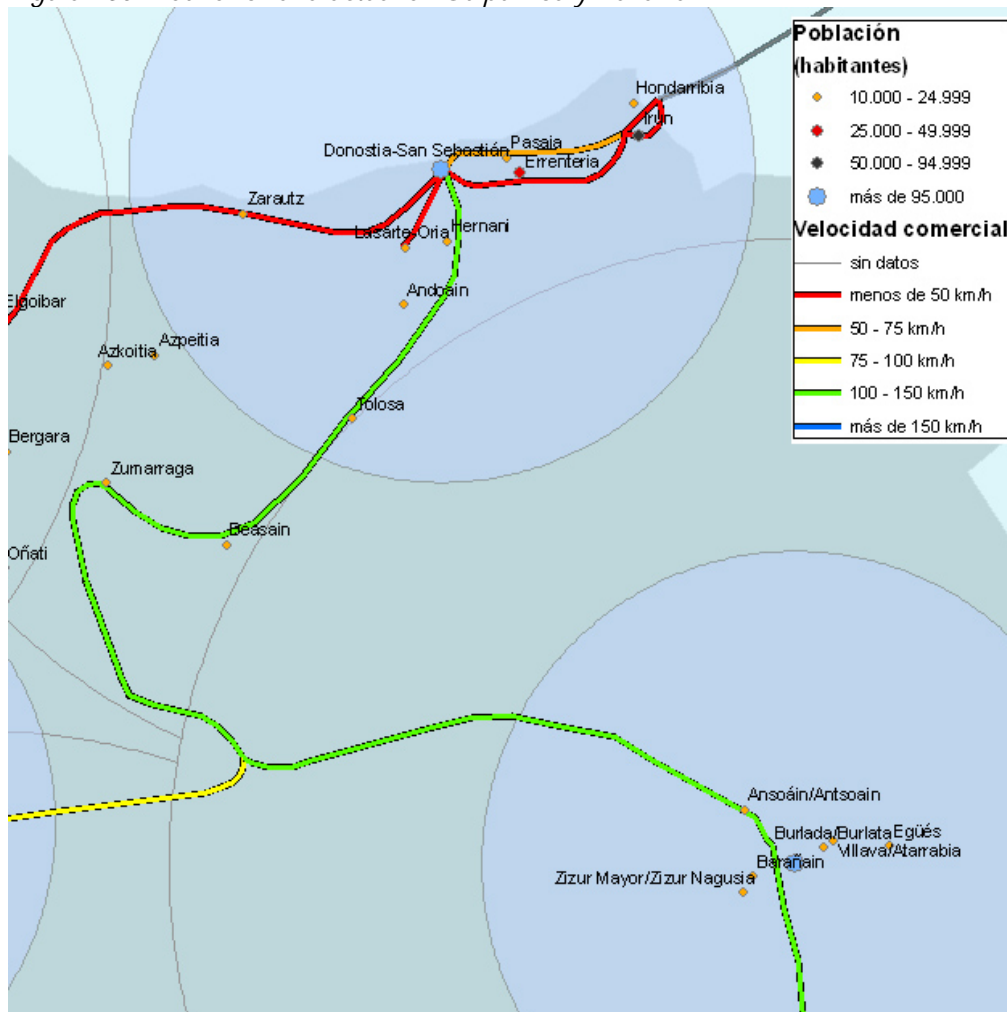 Población
(habitantes)
10.000 - 24.999
25.000 - 49.999
50.000 - 94.999
más de 95.000
Velocidad comercial
sin datos
menos de 50 km/h
50 - 75 km/h
75 - 100 km/h
100 - 150 km/h
más de 150 km/h
Hondarribia
Irun
Pasaia
Donostia-San Sebastián
Errenteria
Zarautz
Lasarte-Oria
Hernani
Elgoibar
Andoain
Azkoitia
Azpeitia
Tolosa
Bergara
Zumarraga
Beasain
Oñati
Ansoáin/Antsoain
Burlada/Burlata
Egüés
Villava/Atarrabia
Barañain
Zizur Mayor/Zizur Nagusia